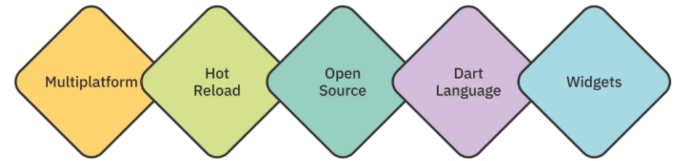 Multiplatform
Hot
Reload
Open
Source
Dart
Language
Widgets